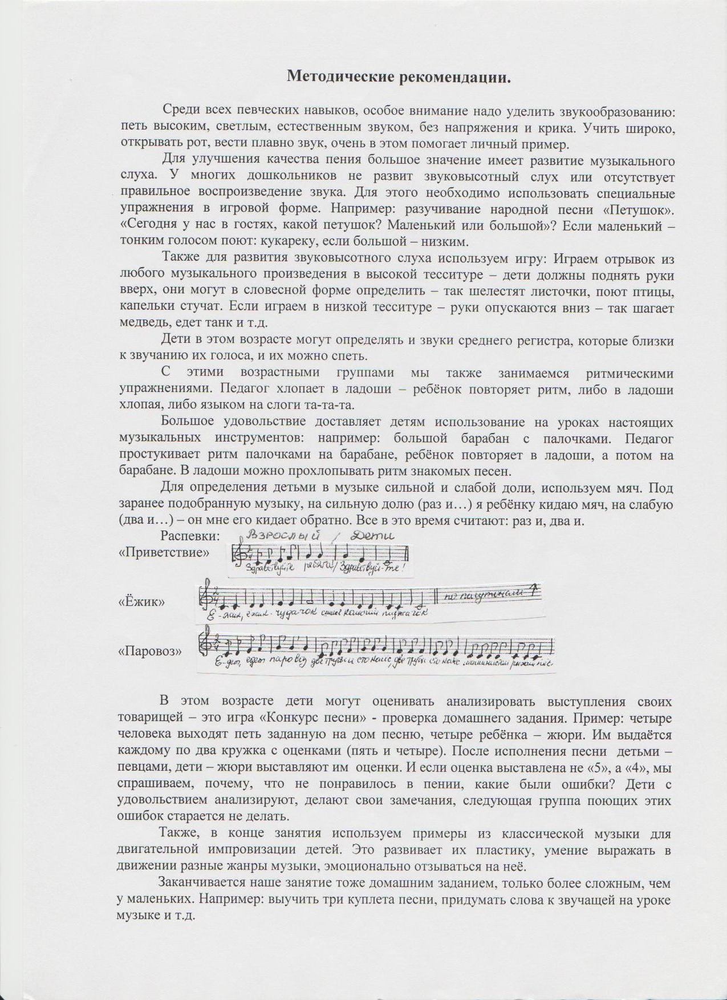 Методические рекомендации.
Среди всех певческих навыков, особое внимание надо уделить звукообразованию:
петь высоким, светлым, естественным звуком, без напряжения и крика. Учить широко,
открывать рот, вести плавно звук, очень в этом помогает личный пример.
Для улучшения качества пения большое значение имеет развитие музыкального
слуха. У многих дошкольников не развит звуковысотный слух или отсутствует
правильное воспроизведение звука. Для этого необходимо использовать специальные
упражнения в игровой форме. Например: разучивание народной песни «Петушок».
«Сегодня у нас в гостях, какой петушок? Маленький или большой»? Если маленький –
тонким голосом поют: кукареку, если большой – низким.
Также для развития звуковысотного слуха используем игру: Играем отрывок из
любого музыкального произведения в высокой тесситуре – дети должны поднять руки
вверх, они могут в словесной форме определить – так шелестят листочки, поют птицы,
капельки стучат. Если играем в низкой тесситуре – руки опускаются вниз – так шагает
медведь, едет танк и т.д.
Дети в этом возрасте могут определять и звуки среднего регистра, которые близки
к звучанию их голоса, и их можно спеть.
С этими возрастными группами мы также занимаемся ритмическими
упражнениями. Педагог хлопает в ладоши – ребёнок повторяет ритм, либо в ладоши
хлопая, либо языком на слоги та-та-та.
Большое удовольствие доставляет детям использование на уроках настоящих
музыкальных инструментов: например: большой барабан с палочками. Педагог
простукивает ритм палочками на барабане, ребёнок повторяет в ладоши, а потом на
барабане. В ладоши можно прохлопывать ритм знакомых песен.
Для определения детьми в музыке сильной и слабой доли, используем мяч. Под
заранее подобранную музыку, на сильную долю (раз и…) я ребёнку кидаю мяч, на слабую
(два и…) – он мне его кидает обратно. Все в это время считают: раз и, два и.
Распевки: Взрослый / Дети
«Приветствие»
Здравствуйте ребята!/ Здравствуй-те!
«Ёжик» по полутонам
Ё-жик, ёжик чуда-чок сшил колючий пиджачок
«Паровоз»
Е-дет, едет паровоз две трубы и сто колёс, две трубы сто колёс машинистом рыжий пёс.
В этом возрасте дети могут оценивать анализировать выступления своих
товарищей – это игра «Конкурс песни» - проверка домашнего задания. Пример: четыре
человека выходят петь заданную на дом песню, четыре ребёнка – жюри. Им выдаётся
каждому по два кружка с оценками (пять и четыре). После исполнения песни детьми –
певцами, дети – жюри выставляют им оценки. И если оценка выставлена не «5», а «4», мы
спрашиваем, почему, что не понравилось в пении, какие были ошибки? Дети с
удовольствием анализируют, делают свои замечания, следующая группа поющих этих
ошибок старается не делать.
Также, в конце занятия используем примеры из классической музыки для
двигательной импровизации детей. Это развивает их пластику, умение выражать в
движении разные жанры музыки, эмоционально отзываться на неё.
Заканчивается наше занятие тоже домашним заданием, только более сложным, чем
у маленьких. Например: выучить три куплета песни, придумать слова к звучащей на уроке
музыке и т.д.